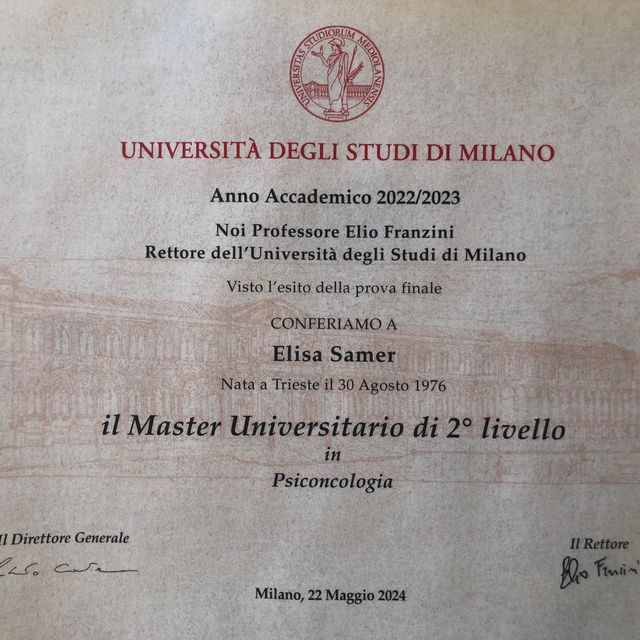 UNIVERSITAS STUDIORUM MEDIOLANENSIS
UNIVERSITÀ DEGLI STUDI DI MILANO
Anno Accademico 2022/2023
Noi Professore Elio Franzini
Rettore dell'Università degli Studi di Milano
Visto l'esito della prova finale
CONFERIAMO A
Elisa Samer
Nata a Trieste il 30 Agosto 1976
il Master Universitario di 2° livello
in
Psiconcologia
Il Direttore Generale
Il Rettore
Elio Franzini
Milano, 22 Maggio 2024